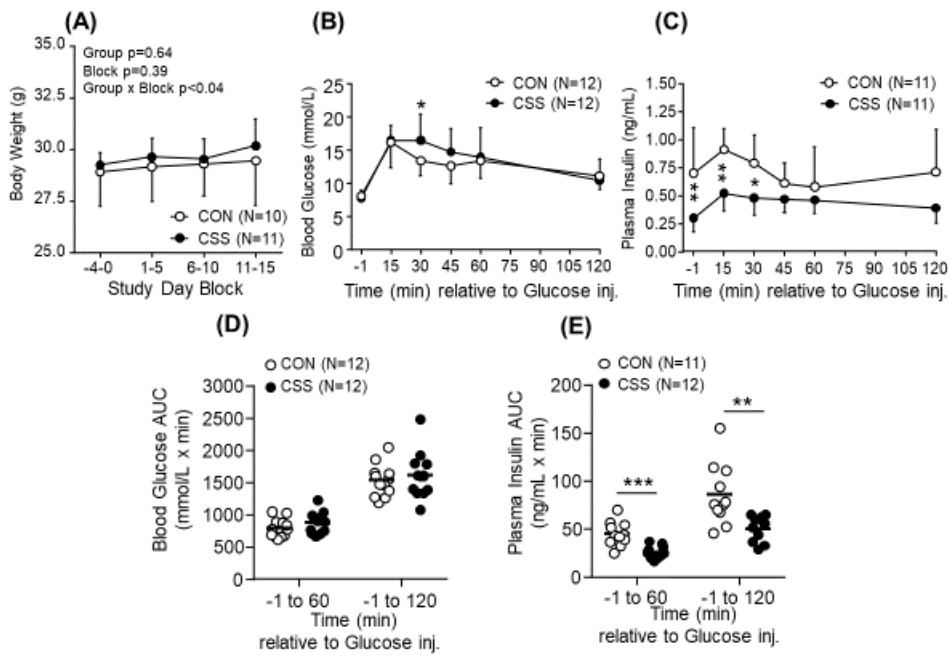 (A)
35.0
32.5
30.0
27.5
25.0
Body Weight (g)
Group p=0.64
Block p=0.39
Group x Block p<0.04
CON (N=10)
CSS (N=11)
-4-0 1-5 6-10 11-15
Study Day Block
(B)
25
20
15
10
5
0
Blood Glucose (mmol/L)
CON (N=12)
CSS (N=12)
*
-1 15 30 45 60 75 90 105 120
Time (min) relative to Glucose inj.
(C)
1.50
1.25
1.00
0.75
0.50
0.25
0.00
Plasma Insulin (ng/mL)
CON (N=11)
CSS (N=11)
**
**
*
-1 15 30 45 60 75 90 105 120
Time (min) relative to Glucose inj.
(D)
CON (N=12)
CSS (N=12)
3000
2500
2000
1500
1000
500
0
Blood Glucose AUC
(mmol/L x min)
-1 to 60 -1 to 120
Time (min)
relative to Glucose inj.
(E)
CON (N=11)
CSS (N=12)
200
150
100
50
0
Plasma Insulin AUC
(ng/mL x min)
***
**
-1 to 60 -1 to 120
Time (min)
relative to Glucose inj.